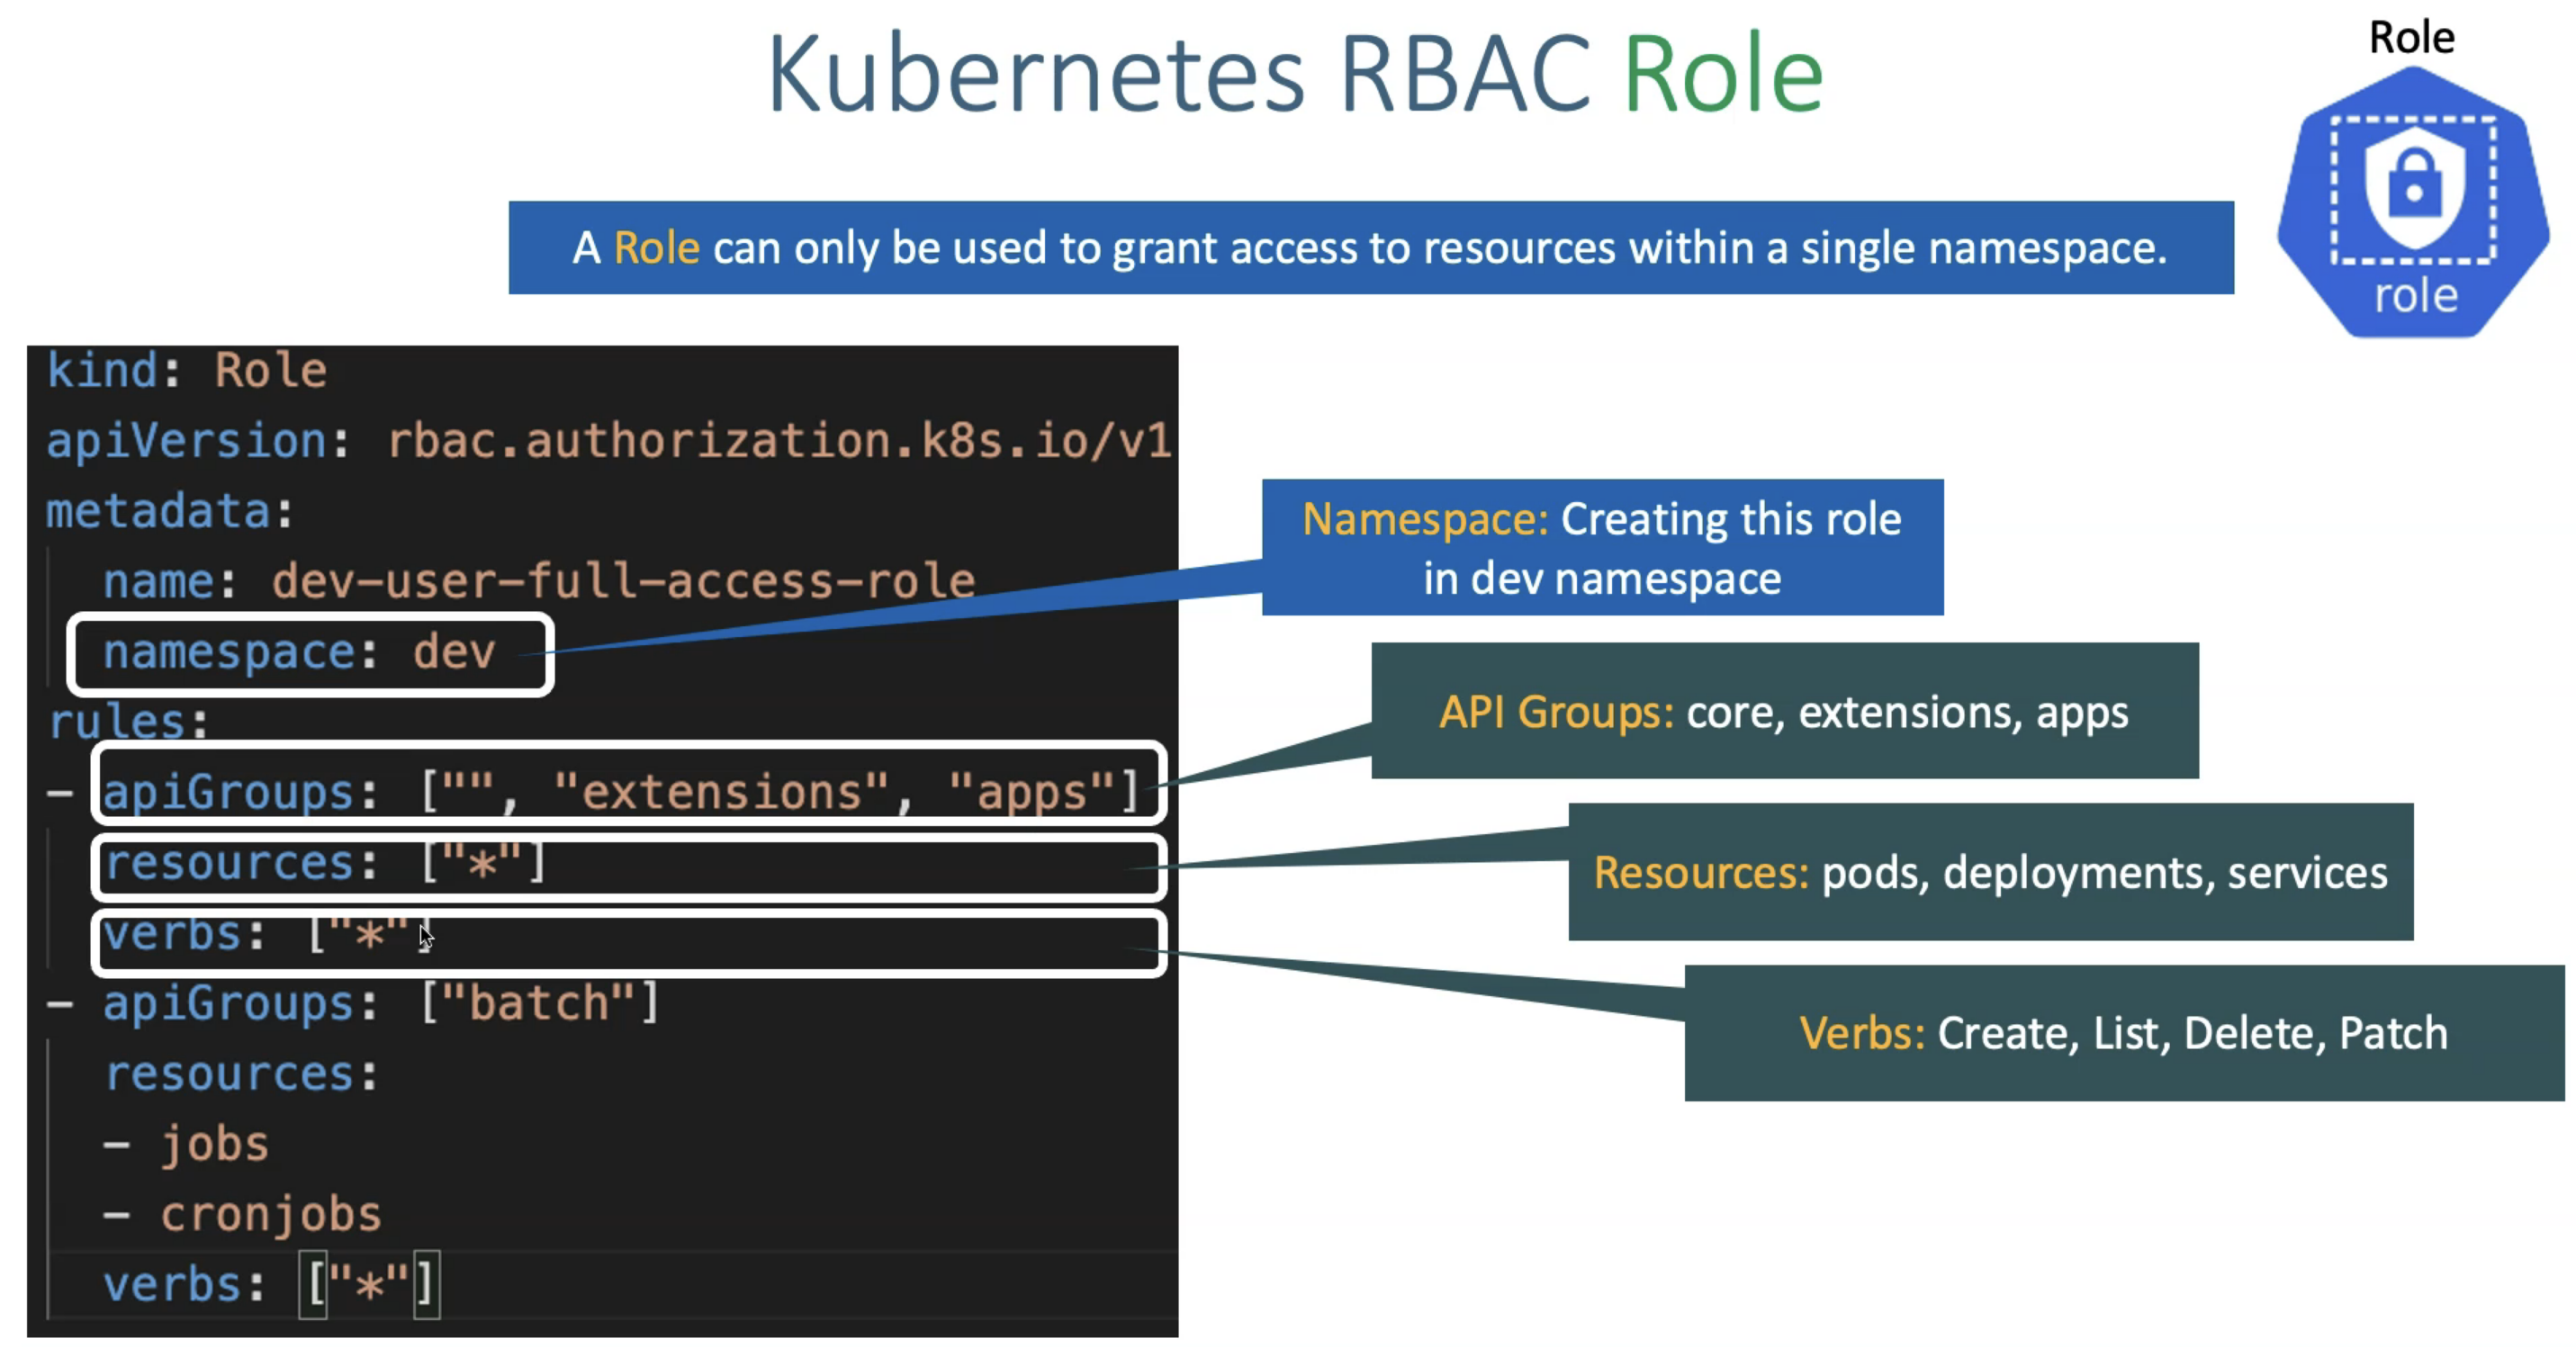 Kubernetes RBAC Role
Role
role
A Role can only be used to grant access to resources within a single namespace.
kind: Role
apiVersion: rbac.authorization.k8s.io/v1
metadata:
  name: dev-user-full-access-role
  namespace: dev
rules:
- apiGroups: ["", "extensions", "apps"]
  resources: ["*"]
  verbs: ["*"]
- apiGroups: ["batch"]
  resources:
  - jobs
  - cronjobs
  verbs: ["*"]
Namespace: Creating this role
in dev namespace
API Groups: core, extensions, apps
Resources: pods, deployments, services
Verbs: Create, List, Delete, Patch